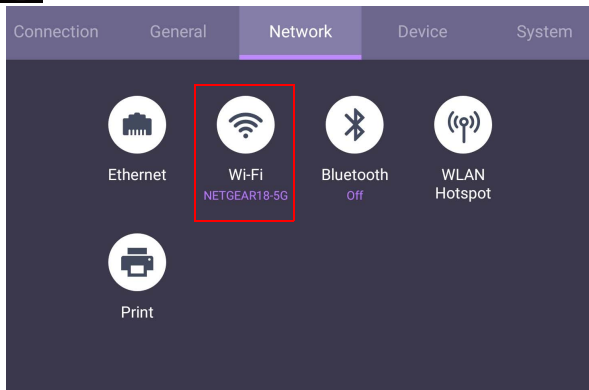 Connection General Network Device System
Ethernet Wi-Fi Bluetooth WLAN
NETGEAR18-5G Off Hotspot
Print